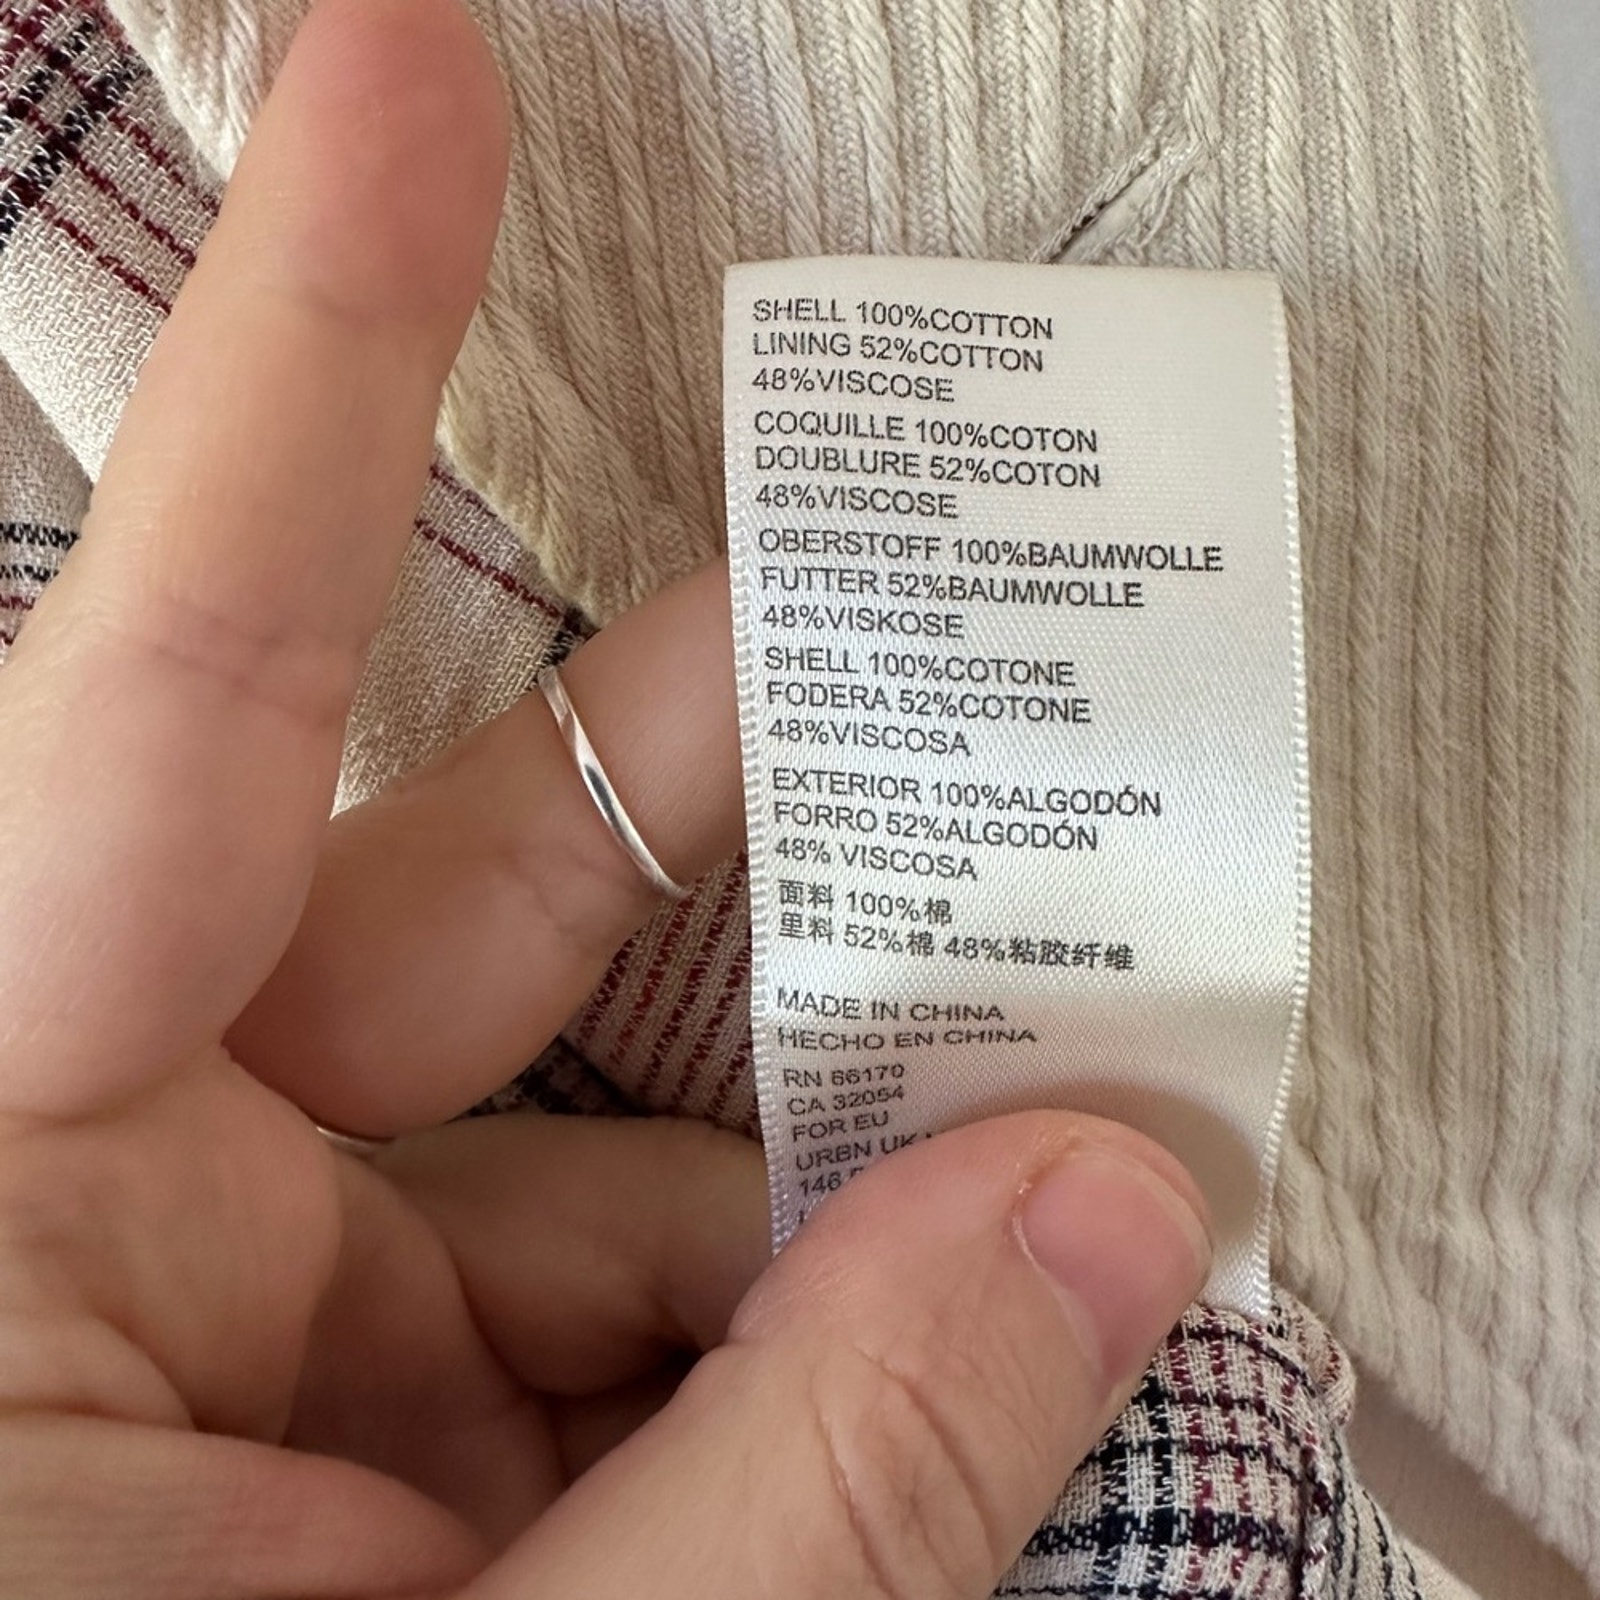 SHELL 100%COTTON
LINING 52%COTTON
48%VISCOSE
COQUILLE 100%COTON
DOUBLURE 52%COTON
48%VISCOSE
OBERSTOFF 100%BAUMWOLLE
FUTTER 52%BAUMWOLLE
48%VISKOSE
SHELL 100%COTONE
FODERA 52%COTONE
48%VISCOSA
EXTERIOR 100%ALGODÓN
FORRO 52%ALGODÓN
48% VISCOSA
面料 100%棉
里料 52%棉 48%粘胶纤维
MADE IN CHINA
HECHO EN CHINA
RN 66170
CA 32054
FOR EU
URBN UK
146